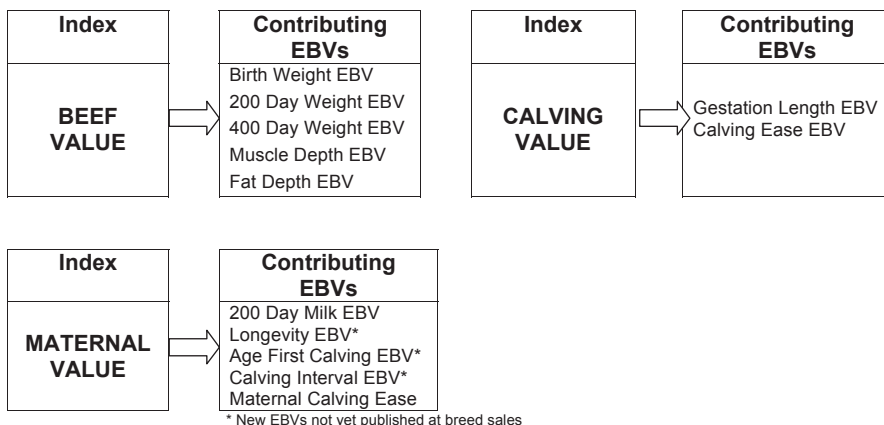 Index
Contributing
EBVs
BEEF
VALUE
Birth Weight EBV
200 Day Weight EBV
400 Day Weight EBV
Muscle Depth EBV
Fat Depth EBV
Index
Contributing
EBVs
CALVING
VALUE
Gestation Length EBV
Calving Ease EBV
Index
Contributing
EBVs
MATERNAL
VALUE
200 Day Milk EBV
Longevity EBV*
Age First Calving EBV*
Calving Interval EBV*
Maternal Calving Ease
* New EBVs not yet published at breed sales